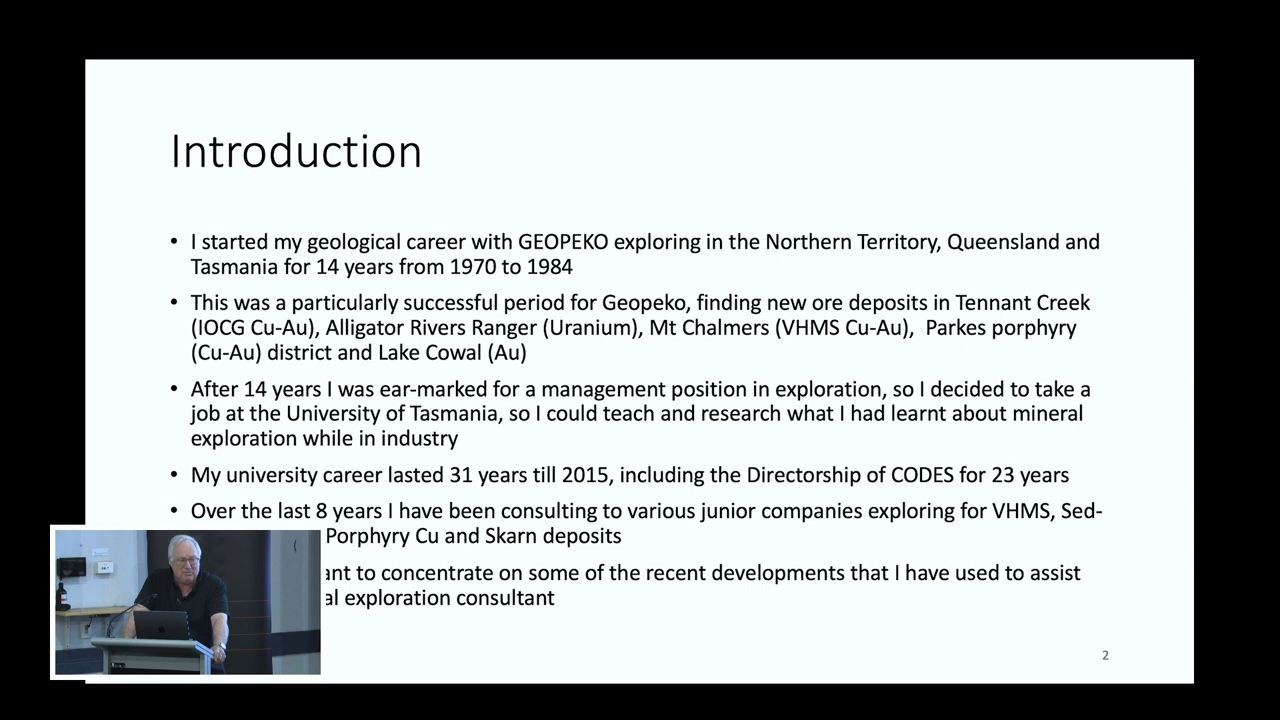 Introduction
• I started my geological career with GEOPEKO exploring in the Northern Territory, Queensland and
Tasmania for 14 years from 1970 to 1984
• This was a particularly successful period for Geopeko, finding new ore deposits in Tennant Creek
(IOCG Cu-Au), Alligator Rivers Ranger (Uranium), Mt Chalmers (VHMS Cu-Au), Parkes porphyry
(Cu-Au) district and Lake Cowal (Au)
• After 14 years I was ear-marked for a management position in exploration, so I decided to take a
job at the University of Tasmania, so I could teach and research what I had learnt about mineral
exploration while in industry
• My university career lasted 31 years till 2015, including the Directorship of CODES for 23 years
• Over the last 8 years I have been consulting to various junior companies exploring for VHMS, Sed-
Porphyry Cu and Skarn deposits
to concentrate on some of the recent developments that I have used to assist
exploration consultant
2